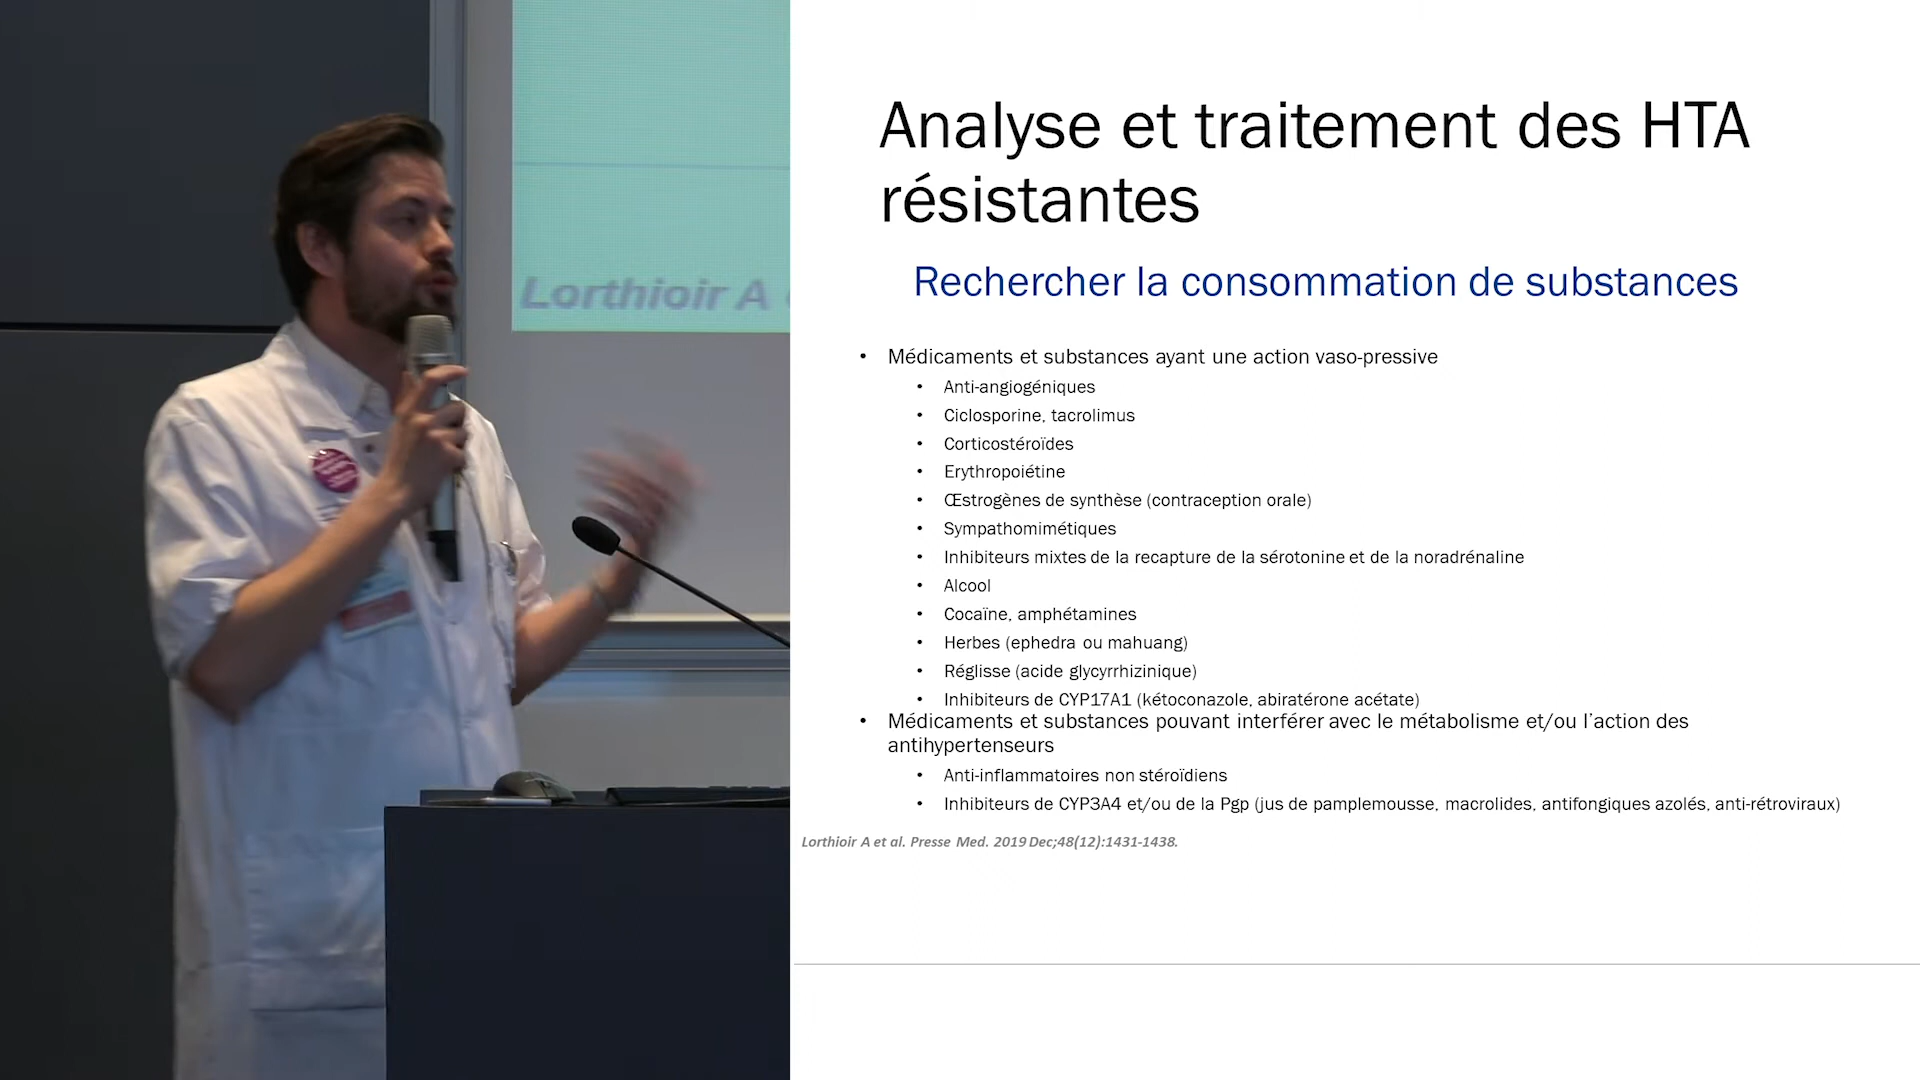 Lorthioir A
Analyse et traitement des HTA
résistantes
Rechercher la consommation de substances
• Médicaments et substances ayant une action vaso-pressive
• Anti-angiogéniques
• Ciclosporine, tacrolimus
• Corticostéroïdes
• Erythropoiétine
• Œstrogènes de synthèse (contraception orale)
• Sympathomimétiques
• Inhibiteurs mixtes de la recapture de la sérotonine et de la noradrénaline
• Alcool
• Cocaïne, amphétamines
• Herbes (ephedra ou mahuang)
• Réglisse (acide glycyrrhizinique)
• Inhibiteurs de CYP17A1 (kétoconazole, abiratérone acétate)
• Médicaments et substances pouvant interférer avec le métabolisme et/ou l’action des
antihypertenseurs
• Anti-inflammatoires non stéroïdiens
• Inhibiteurs de CYP3A4 et/ou de la Pgp (jus de pamplemousse, macrolides, antifongiques azolés, anti-rétroviraux)
Lorthioir A et al. Presse Med. 2019 Dec;48(12):1431-1438.